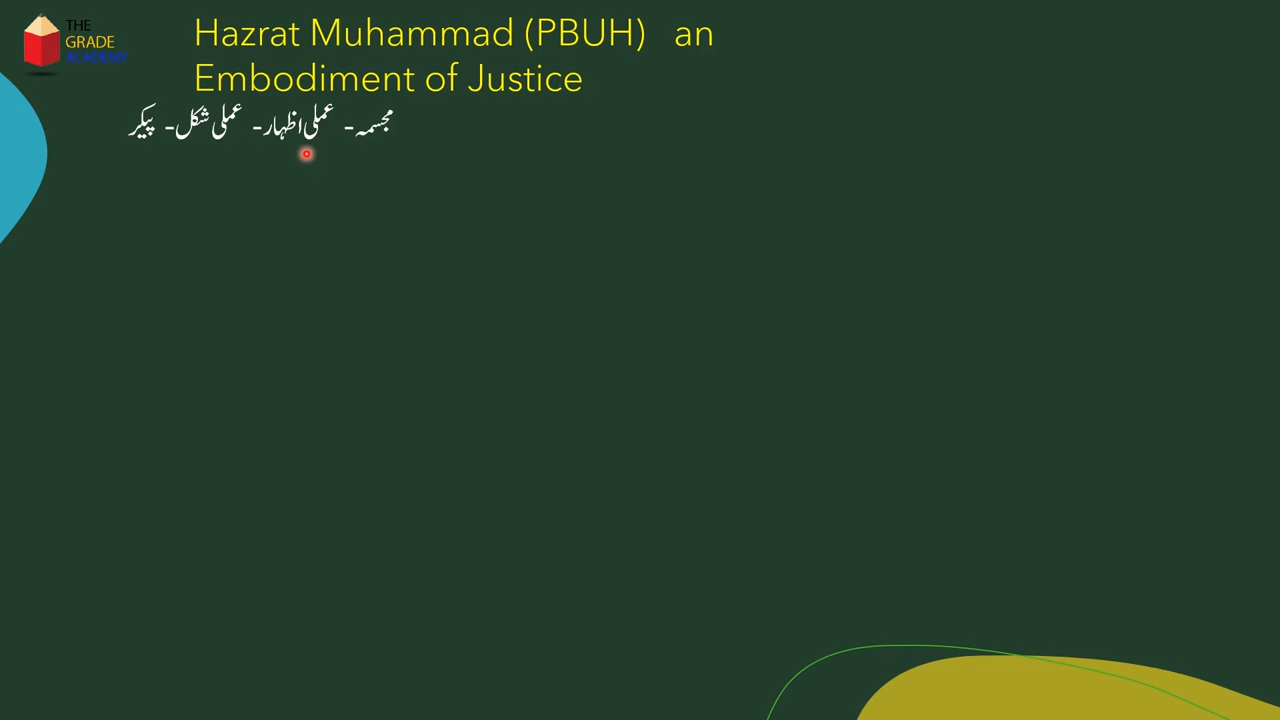 THE
GRADE
ACADEMY
Hazrat Muhammad (PBUH) an
Embodiment of Justice
مجسمہ - عملی اظہار - عملی شکل - پیکر